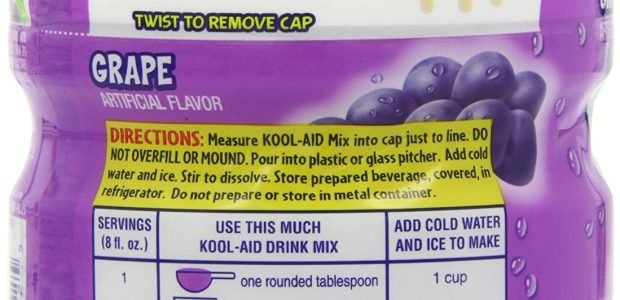 TWIST TO REMOVE CAP
GRAPE
ARTIFICIAL FLAVOR
DIRECTIONS: Measure KOOL-AID Mix into cap just to line. DO
NOT OVERFILL OR MOUND. Pour into plastic or glass pitcher. Add cold
water and ice. Stir to dissolve. Store prepared beverage, covered, in
refrigerator. Do not prepare or store in metal container.
SERVINGS
(8 fl. oz.)
USE THIS MUCH
KOOL-AID DRINK MIX
ADD COLD WATER
AND ICE TO MAKE
1
one rounded tablespoon
1 cup